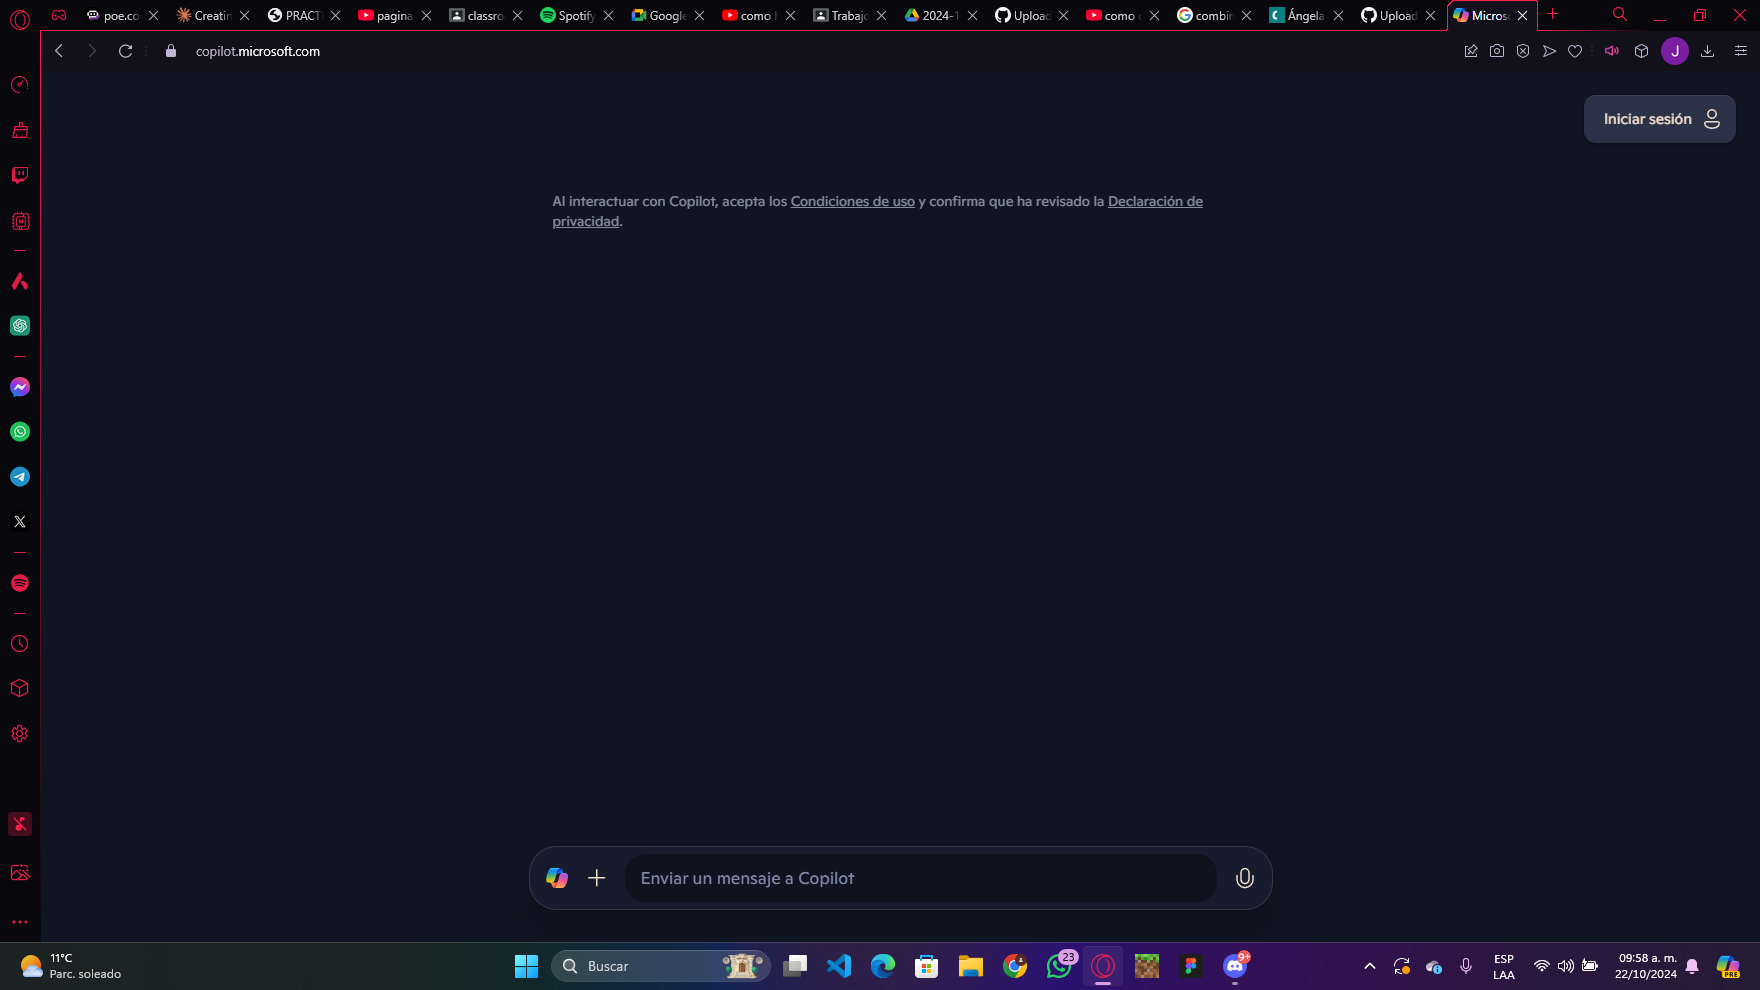 poe.co
Creatin
PRACT
pagina
classro
Spotify
Google
como
Trabajo
2024-1
Upload
como
combin
Ángela
Upload
Micros
copilot.microsoft.com
J
Iniciar sesión
Al interactuar con Copilot, acepta los Condiciones de uso y confirma que ha revisado la Declaración de
privacidad.
Enviar un mensaje a Copilot
11°C
Parc. soleado
Buscar
23
9+
ESP
LAA
09:58 a. m.
22/10/2024
PRE